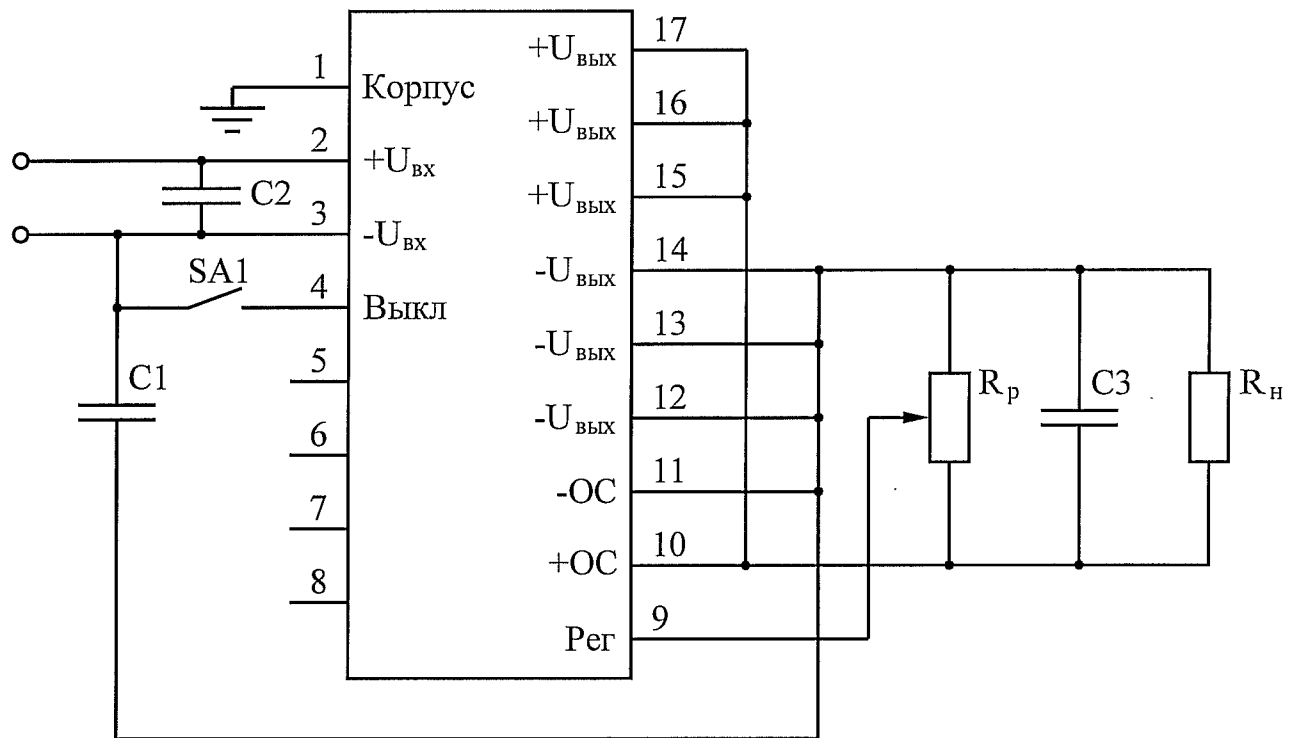 17
+Uвых
1
Корпус
16
+Uвых
2
+Uвх
C2
15
+Uвых
3
-Uвх
14
-Uвых
SA1
4
Выкл
13
-Uвых
5
C1
12
-Uвых
Rр
C3
Rн
6
11
-ОС
7
10
+ОС
8
9
Рег